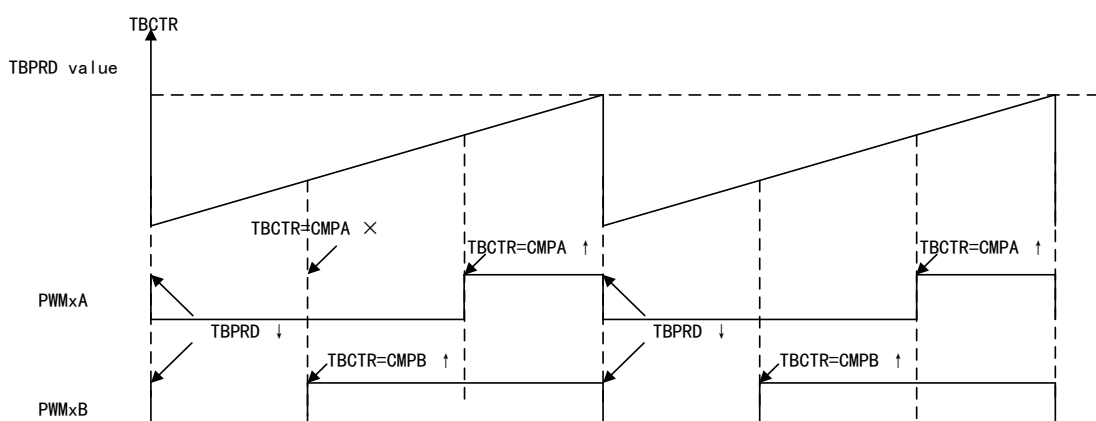 TBCTR
TBPRD value
TBCTR=CMPA ×
TBCTR=CMPA ↑
TBCTR=CMPA ↑
PWMxA
TBPRD ↓
TBPRD ↓
TBCTR=CMPB ↑
TBCTR=CMPB ↑
PWMxB